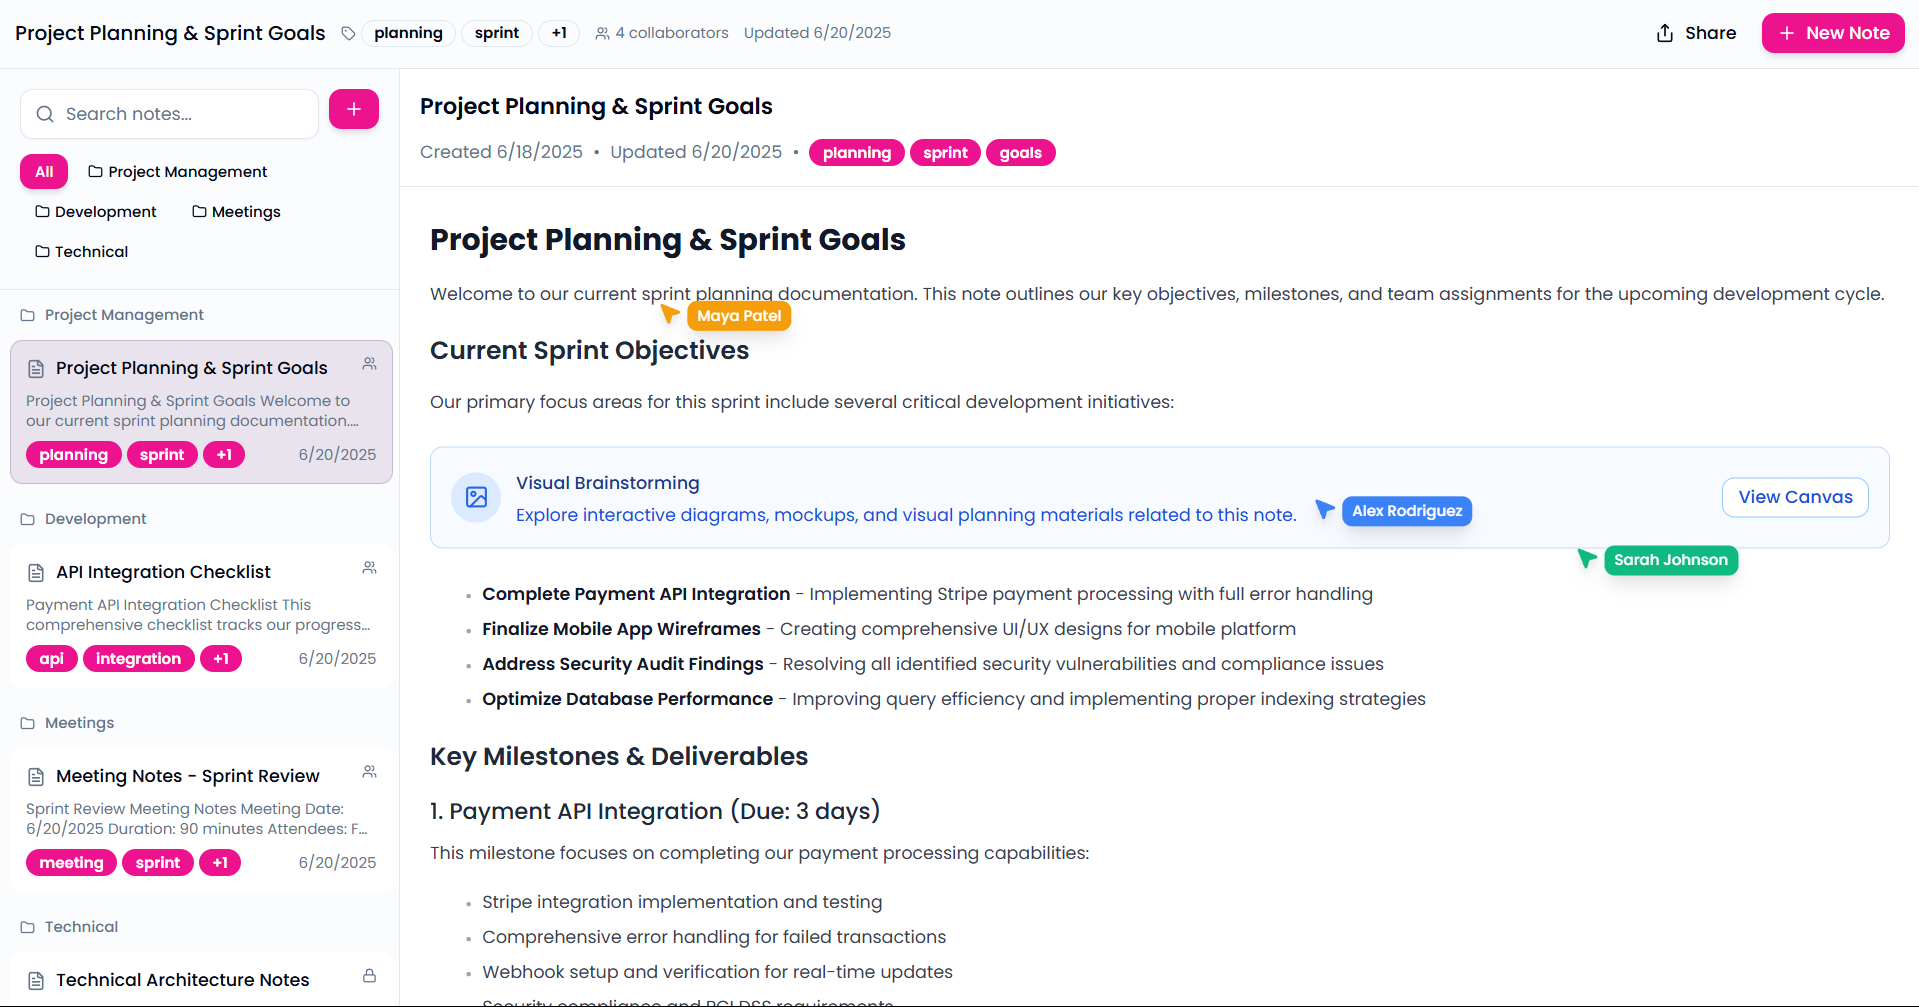 Project Planning & Sprint Goals planning sprint +1 4 collaborators Updated 6/20/2025
Share
New Note
Search notes...
All Project Management
Development Meetings
Technical
Project Management
Project Planning & Sprint Goals
Project Planning & Sprint Goals Welcome to
our current sprint planning documentation....
planning sprint +1 6/20/2025
Development
API Integration Checklist
Payment API Integration Checklist This
comprehensive checklist tracks our progress...
api integration +1 6/20/2025
Meetings
Meeting Notes - Sprint Review
Sprint Review Meeting Notes Meeting Date:
6/20/2025 Duration: 90 minutes Attendees: F...
meeting sprint +1 6/20/2025
Technical
Technical Architecture Notes
Project Planning & Sprint Goals
Created 6/18/2025 • Updated 6/20/2025 • planning sprint goals
Project Planning & Sprint Goals
Welcome to our current sprint planning documentation. This note outlines our key objectives, milestones, and team assignments for the upcoming development cycle.
Maya Patel
Current Sprint Objectives
Our primary focus areas for this sprint include several critical development initiatives:
Visual Brainstorming
Explore interactive diagrams, mockups, and visual planning materials related to this note.
Alex Rodriguez
View Canvas
Sarah Johnson
• Complete Payment API Integration - Implementing Stripe payment processing with full error handling
• Finalize Mobile App Wireframes - Creating comprehensive UI/UX designs for mobile platform
• Address Security Audit Findings - Resolving all identified security vulnerabilities and compliance issues
• Optimize Database Performance - Improving query efficiency and implementing proper indexing strategies
Key Milestones & Deliverables
1. Payment API Integration (Due: 3 days)
This milestone focuses on completing our payment processing capabilities:
• Stripe integration implementation and testing
• Comprehensive error handling for failed transactions
• Webhook setup and verification for real-time updates
Security compliance and PCI DSS requirements